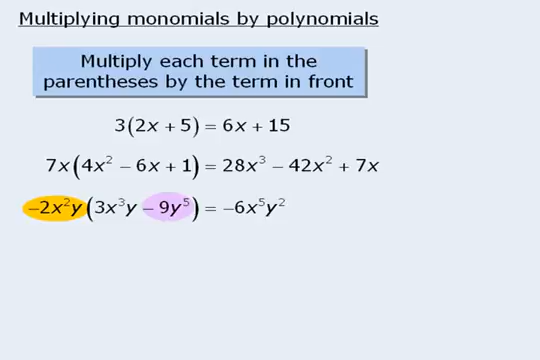 Multiplying monomials by polynomials
Multiply each term in the
parentheses by the term in front
3(2x + 5) = 6x + 15
7x(4x² − 6x + 1) = 28x³ − 42x² + 7x
−2x²y(3x³y − 9y⁵) = −6x⁵y²